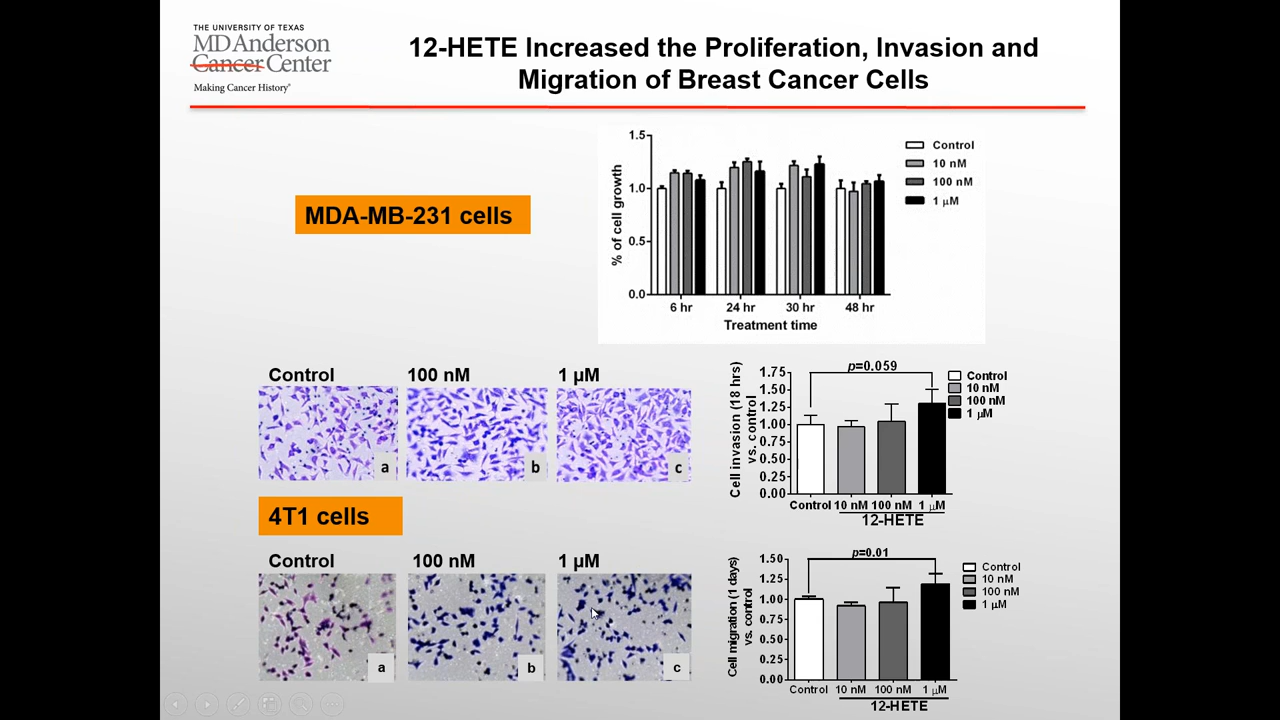 THE UNIVERSITY OF TEXAS
MD Anderson
Cancer Center
Making Cancer History®
12-HETE Increased the Proliferation, Invasion and
Migration of Breast Cancer Cells
MDA-MB-231 cells
% of cell growth
1.5
1.0
0.5
0.0
6 hr 24 hr 30 hr 48 hr
Treatment time
Control
10 nM
100 nM
1 µM
Control 100 nM 1 µM
a b c
Cell invasion (18 hrs)
vs. control
p=0.059
1.75
1.50
1.25
1.00
0.75
0.50
0.25
0.00
Control 10 nM 100 nM 1 µM
12-HETE
Control
10 nM
100 nM
1 µM
4T1 cells
Control 100 nM 1 µM
a b c
Cell migration (1 days)
vs. control
p=0.01
1.50
1.25
1.00
0.75
0.50
0.25
0.00
Control 10 nM 100 nM 1 µM
12-HETE
Control
10 nM
100 nM
1 µM